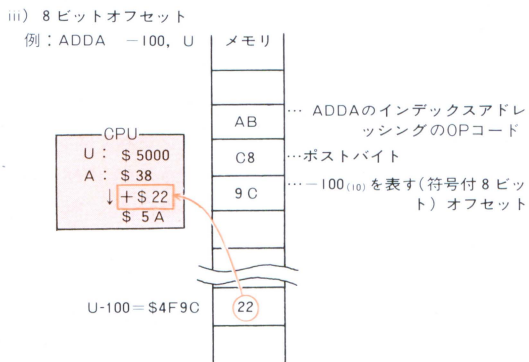 iii) 8ビットオフセット
例：ADDA －100, U
メモリ
AB
… ADDAのインデックスアドレ
ッシングのOPコード
CPU
U： $ 5000
A： $ 38
↓ ＋$ 22
$ 5A
C8
…ポストバイト
9C
…－100(10) を表す(符号付8ビッ
ト) オフセット
U-100＝$4F9C
22